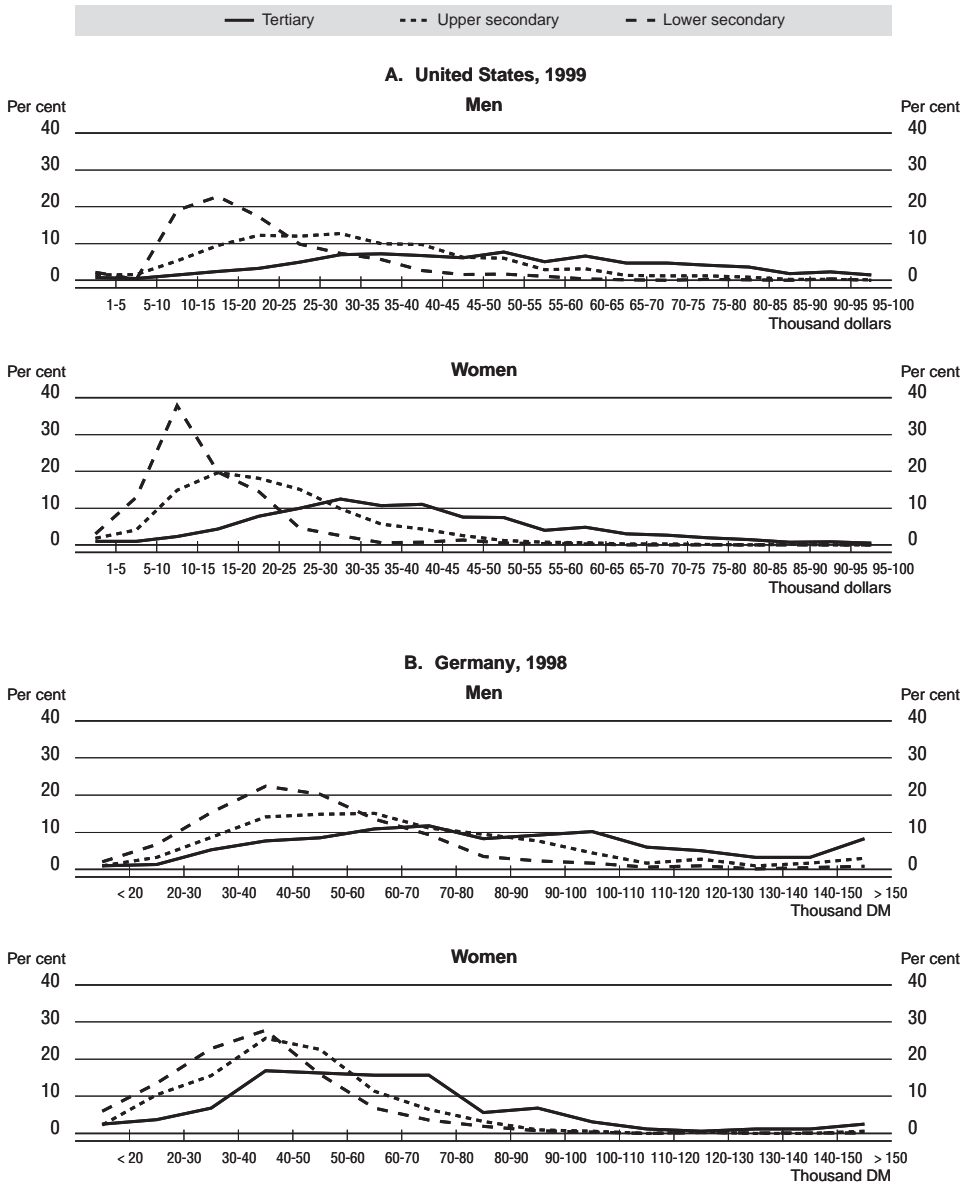 Tertiary Upper secondary Lower secondary
A. United States, 1999
Men
Per cent Per cent
40 40
30 30
20 20
10 10
0 0
1-5 5-10 10-15 15-20 20-25 25-30 30-35 35-40 40-45 45-50 50-55 55-60 60-65 65-70 70-75 75-80 80-85 85-90 90-95 95-100
Thousand dollars
Women
Per cent Per cent
40 40
30 30
20 20
10 10
0 0
1-5 5-10 10-15 15-20 20-25 25-30 30-35 35-40 40-45 45-50 50-55 55-60 60-65 65-70 70-75 75-80 80-85 85-90 90-95 95-100
Thousand dollars
B. Germany, 1998
Men
Per cent Per cent
40 40
30 30
20 20
10 10
0 0
< 20 20-30 30-40 40-50 50-60 60-70 70-80 80-90 90-100 100-110 110-120 120-130 130-140 140-150 > 150
Thousand DM
Women
Per cent Per cent
40 40
30 30
20 20
10 10
0 0
< 20 20-30 30-40 40-50 50-60 60-70 70-80 80-90 90-100 100-110 110-120 120-130 130-140 140-150 > 150
Thousand DM